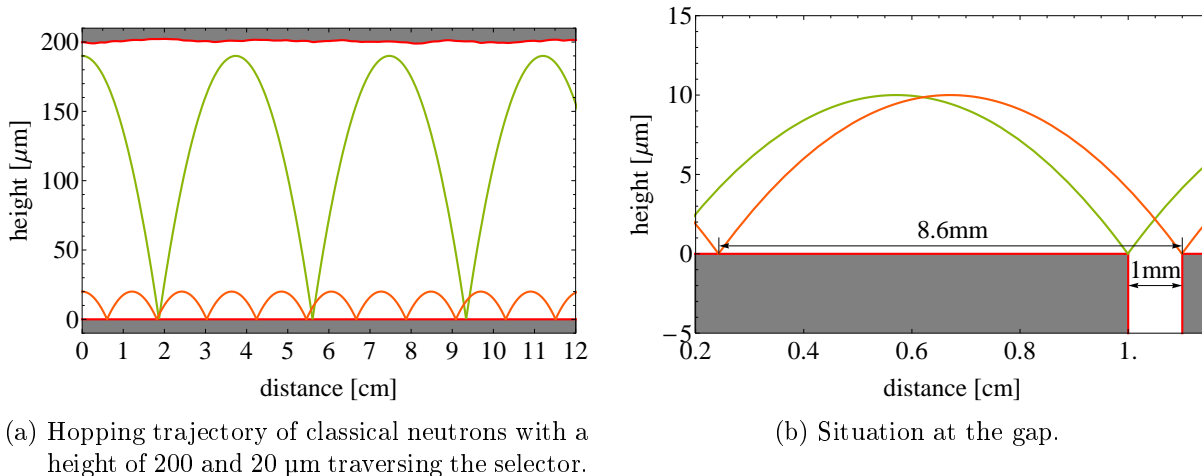 200
150
100
50
0
height [μm]
0 1 2 3 4 5 6 7 8 9 10 11 12
distance [cm]
(a) Hopping trajectory of classical neutrons with a
height of 200 and 20 µm traversing the selector.
15
10
5
0
−5
height [μm]
8.6mm
1mm
0.2 0.4 0.6 0.8 1.
distance [cm]
(b) Situation at the gap.